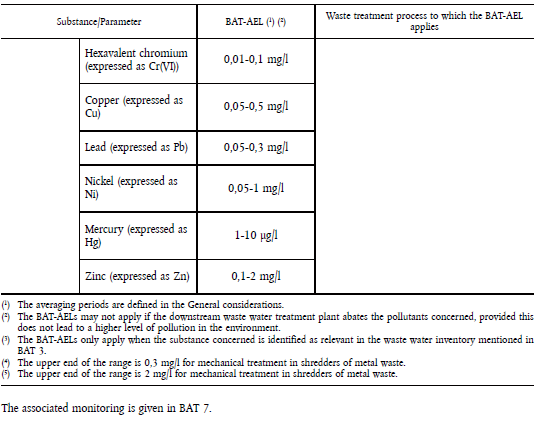 Substance/Parameter BAT-AEL (¹) (²) Waste treatment process to which the BAT-AEL
applies
Hexavalent chromium
(expressed as Cr(VI)) 0,01-0,1 mg/l
Copper (expressed as
Cu) 0,05-0,5 mg/l
Lead (expressed as Pb) 0,05-0,3 mg/l
Nickel (expressed as
Ni) 0,05-1 mg/l
Mercury (expressed as
Hg) 1-10 µg/l
Zinc (expressed as Zn) 0,1-2 mg/l
(¹) The averaging periods are defined in the General considerations.
(²) The BAT-AELs may not apply if the downstream waste water treatment plant abates the pollutants concerned, provided this
does not lead to a higher level of pollution in the environment.
(³) The BAT-AELs only apply when the substance concerned is identified as relevant in the waste water inventory mentioned in
BAT 3.
(⁴) The upper end of the range is 0,3 mg/l for mechanical treatment in shredders of metal waste.
(⁵) The upper end of the range is 2 mg/l for mechanical treatment in shredders of metal waste.
The associated monitoring is given in BAT 7.